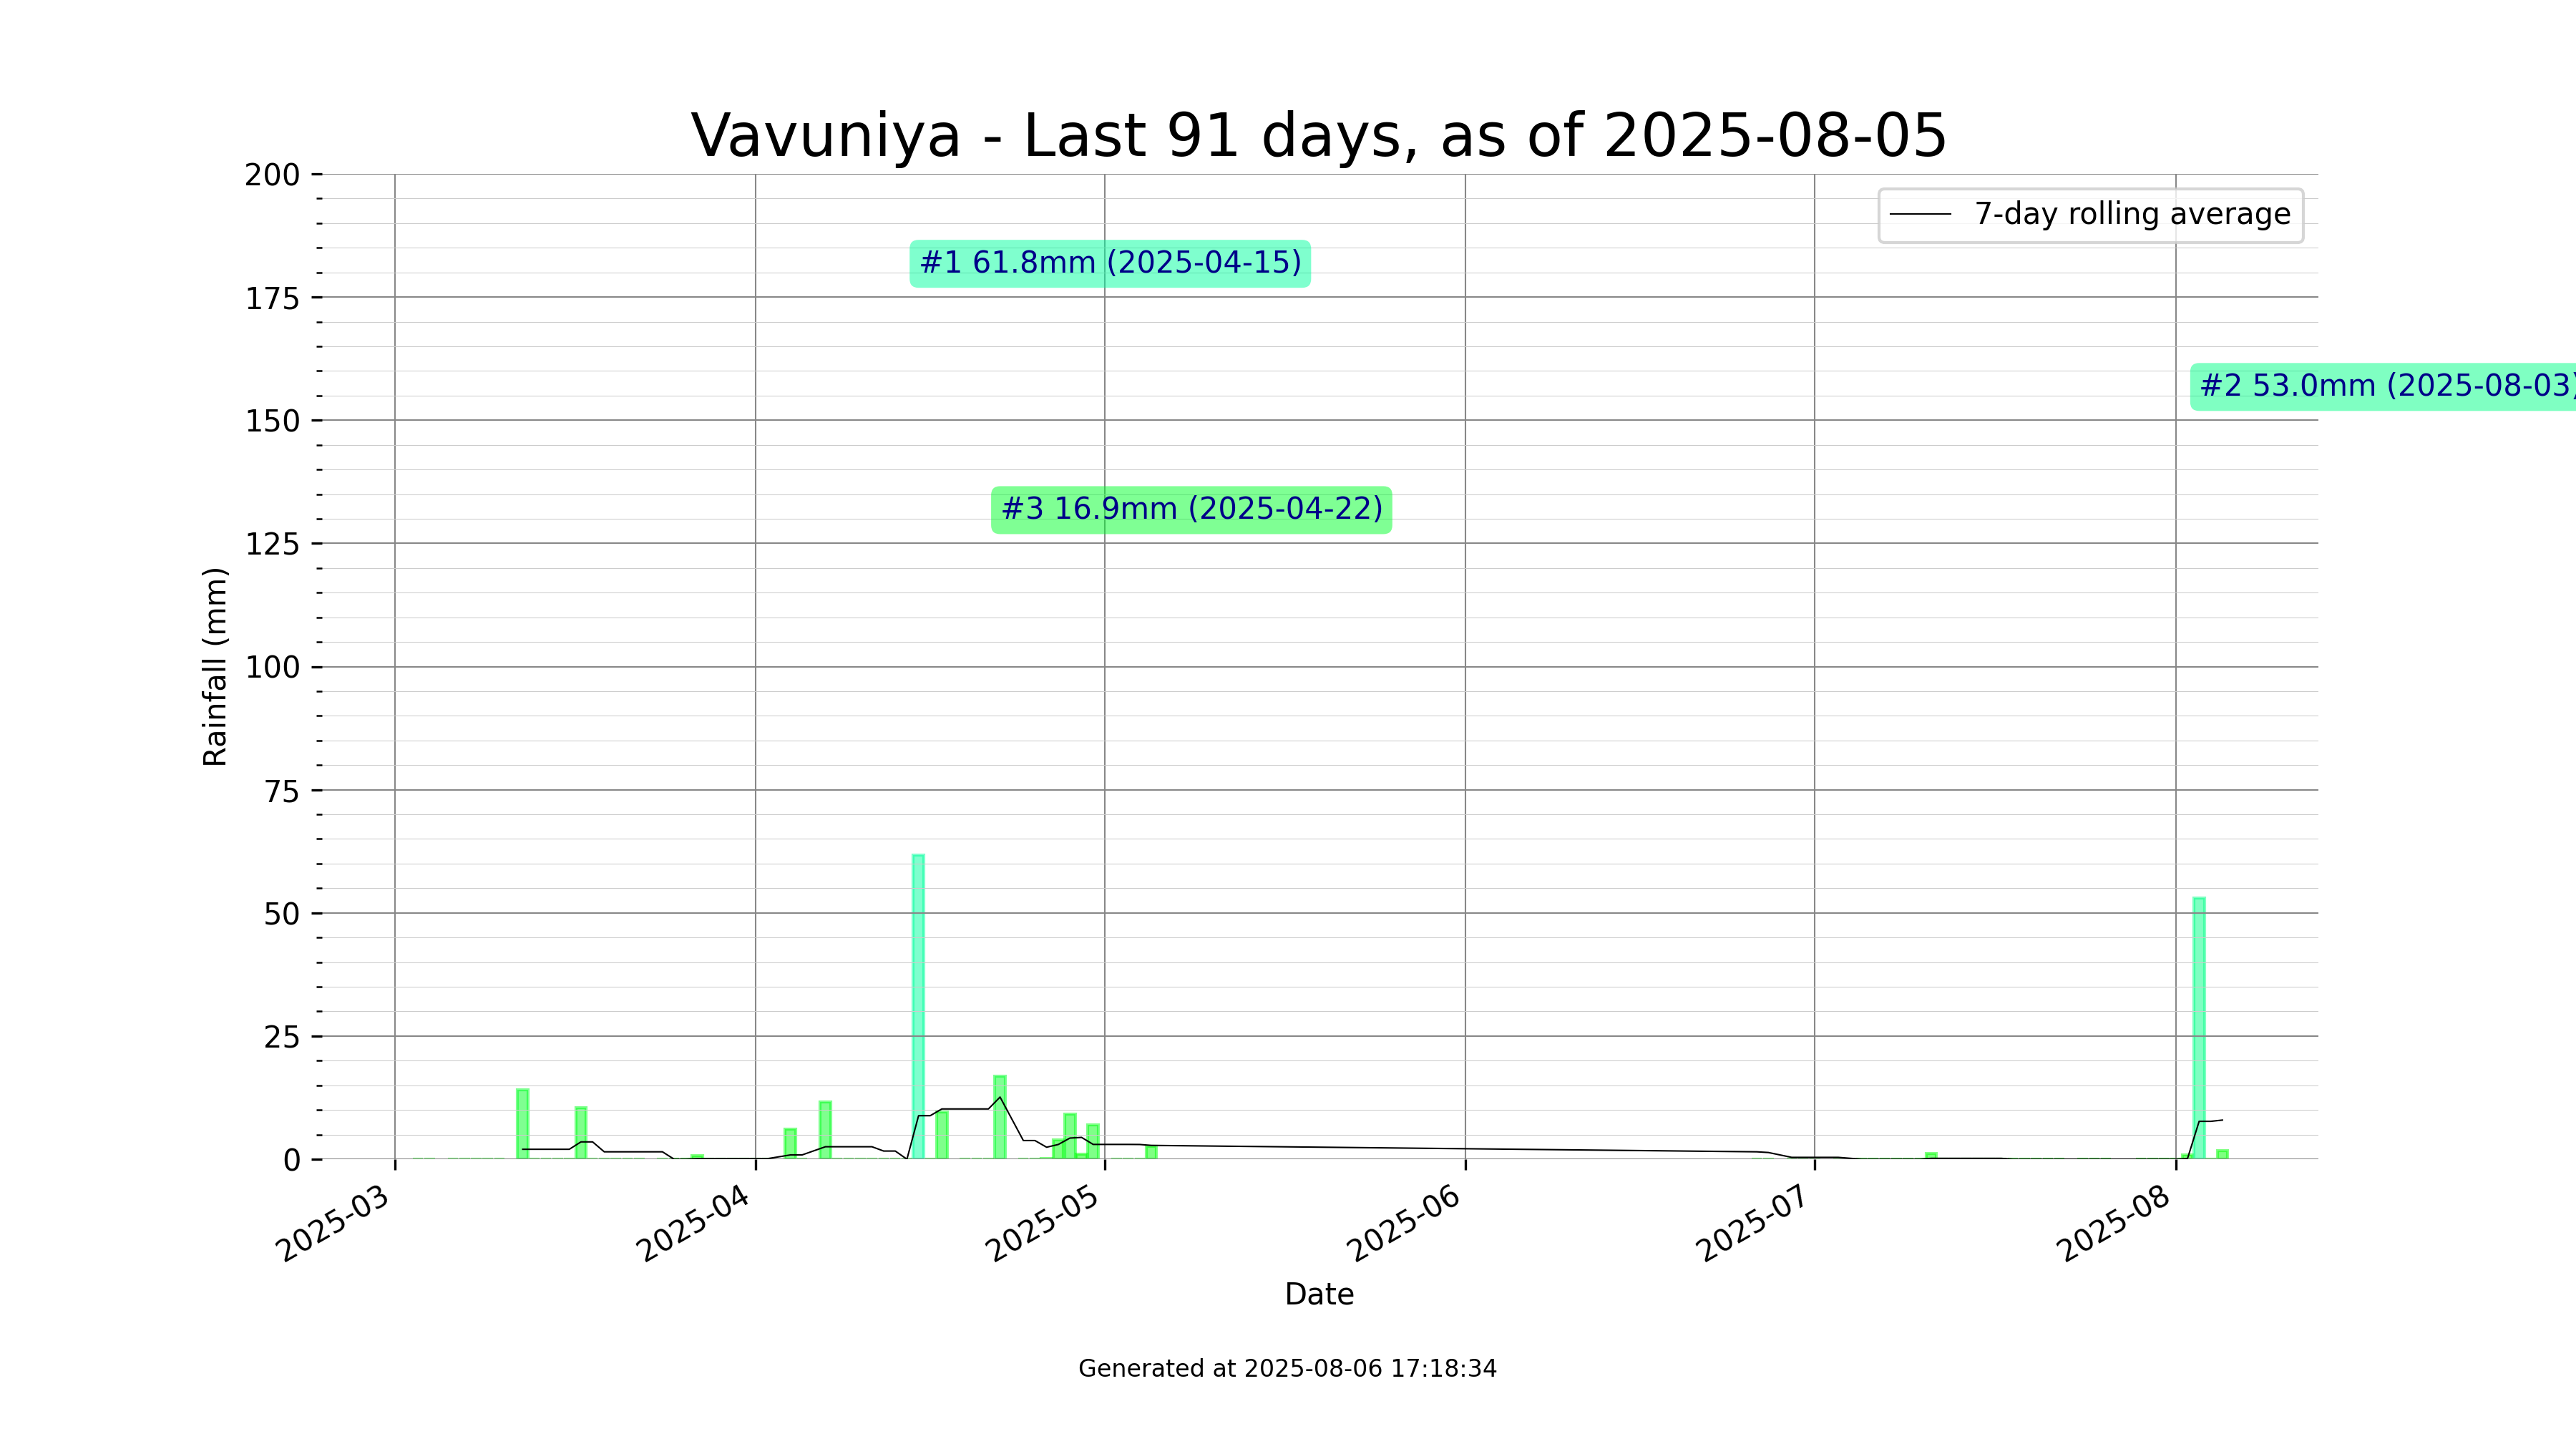 Vavuniya - Last 91 days, as of 2025-08-05
200
175
150
125
100
75
50
25
0
Rainfall (mm)
7-day rolling average
#1 61.8mm (2025-04-15)
#2 53.0mm (2025-08-03)
#3 16.9mm (2025-04-22)
2025-03
2025-04
2025-05
2025-06
2025-07
2025-08
Date
Generated at 2025-08-06 17:18:34